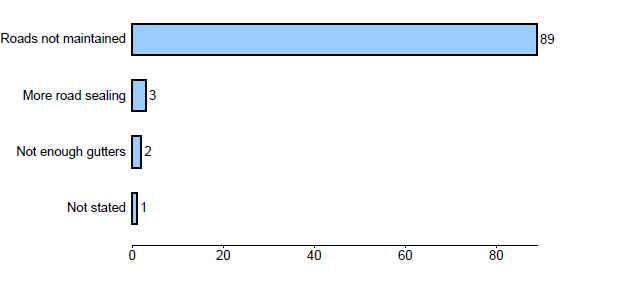 Roads not maintained 89
More road sealing 3
Not enough gutters 2
Not stated 1
0 20 40 60 80